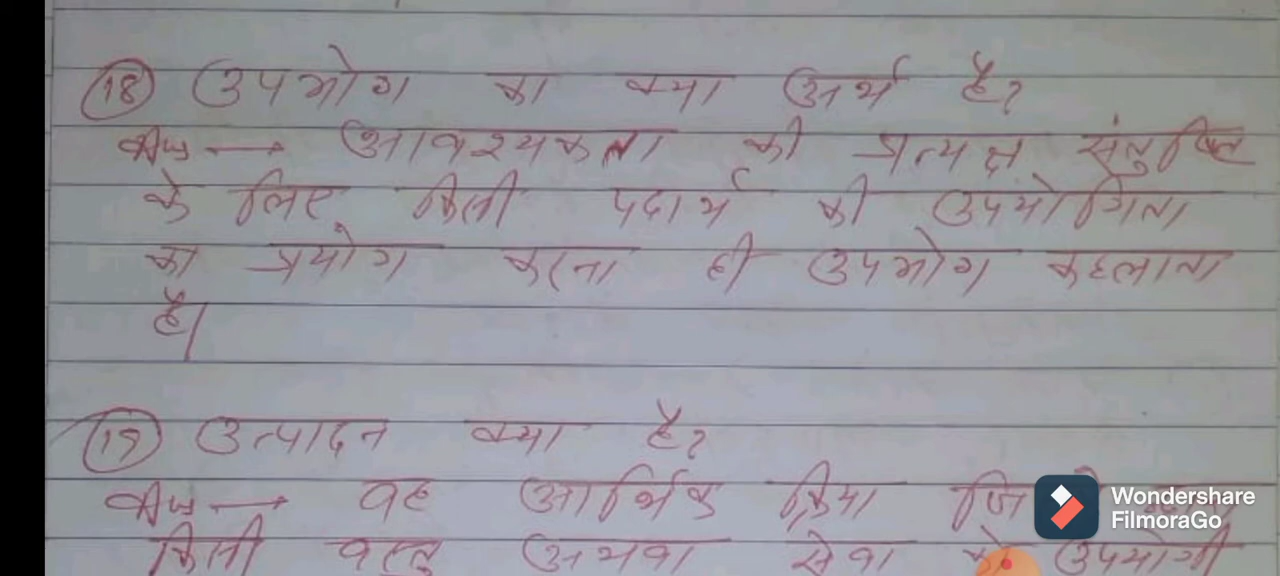 (18) उपभोग का क्या अर्थ है?
Ans → आवश्यकता की प्रत्यक्ष संतुष्टि
के लिए किसी पदार्थ की उपयोगिता
का प्रयोग करना ही उपभोग कहलाता
है।
(19) उत्पादन क्या है?
Ans → वह आर्थिक क्रिया
किसी वस्तु अथवा सेवा की उपयोगी
Wondershare
FilmoraGo